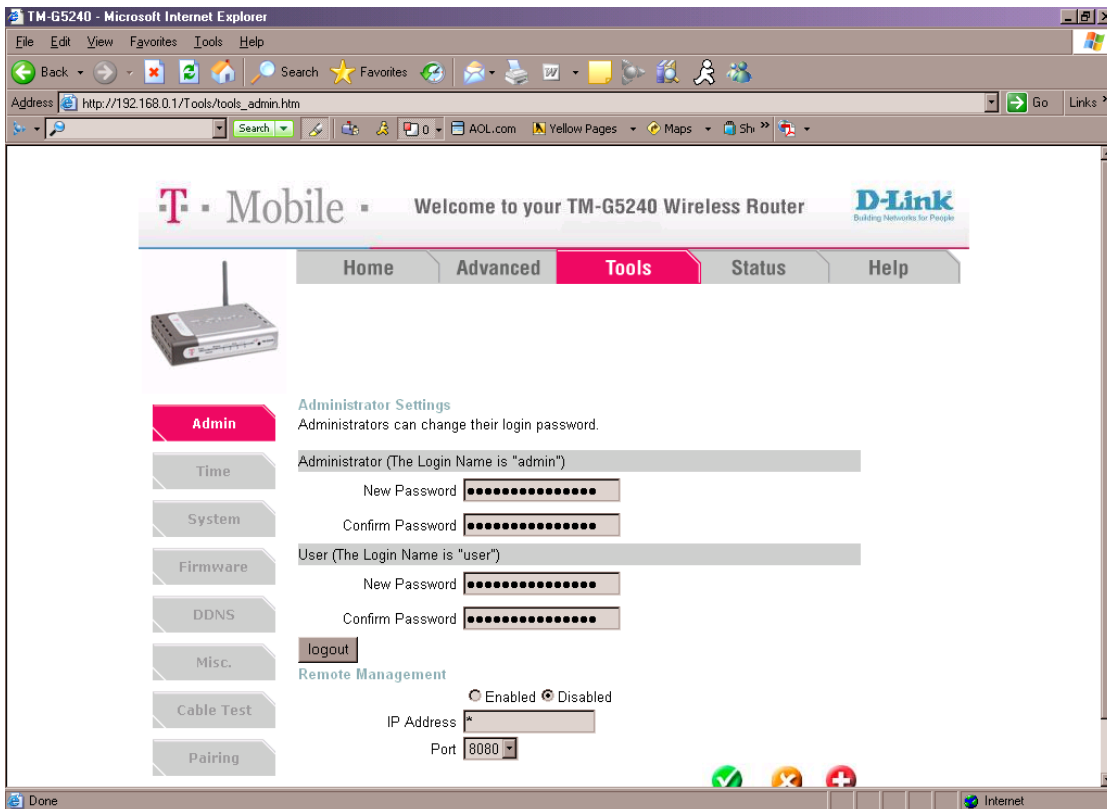 TM-G5240 - Microsoft Internet Explorer
File Edit View Favorites Tools Help
Back Search Favorites
Address http://192.168.0.1/Tools/tools_admin.htm Go Links
Search 0 AOL.com Yellow Pages Maps Sh
T · Mobile · Welcome to your TM-G5240 Wireless Router D-Link
Building Networks for People
Home Advanced Tools Status Help
Administrator Settings
Admin Administrators can change their login password.
Administrator (The Login Name is "admin")
Time
New Password •••••••••••••••
System
Confirm Password •••••••••••••••
User (The Login Name is "user")
Firmware
New Password •••••••••••••••
DDNS
Confirm Password •••••••••••••••
logout
Misc.
Remote Management
Enabled Disabled
Cable Test
IP Address *
Port 8080
Pairing
Done Internet